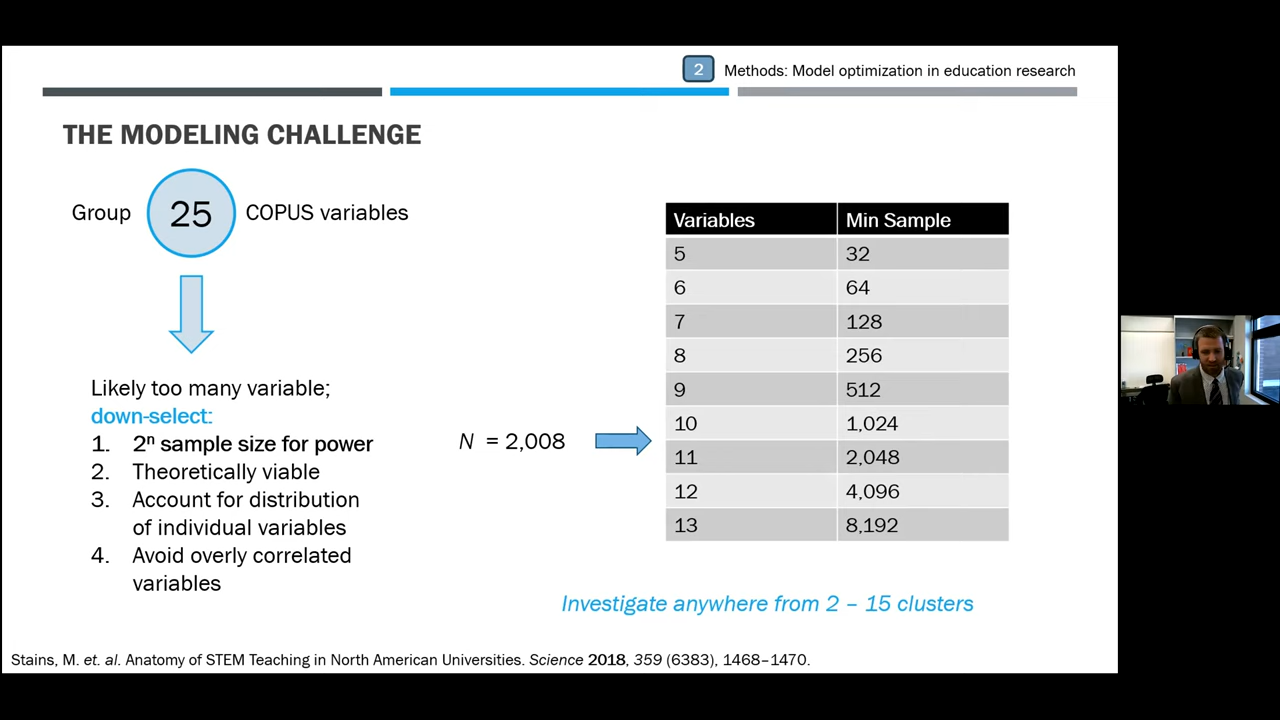 2 Methods: Model optimization in education research
THE MODELING CHALLENGE
Group 25 COPUS variables
Likely too many variable;
down-select:
1. 2ⁿ sample size for power
2. Theoretically viable
3. Account for distribution
of individual variables
4. Avoid overly correlated
variables
N = 2,008
Variables Min Sample
5 32
6 64
7 128
8 256
9 512
10 1,024
11 2,048
12 4,096
13 8,192
Investigate anywhere from 2 – 15 clusters
Stains, M. et. al. Anatomy of STEM Teaching in North American Universities. Science 2018, 359 (6383), 1468–1470.